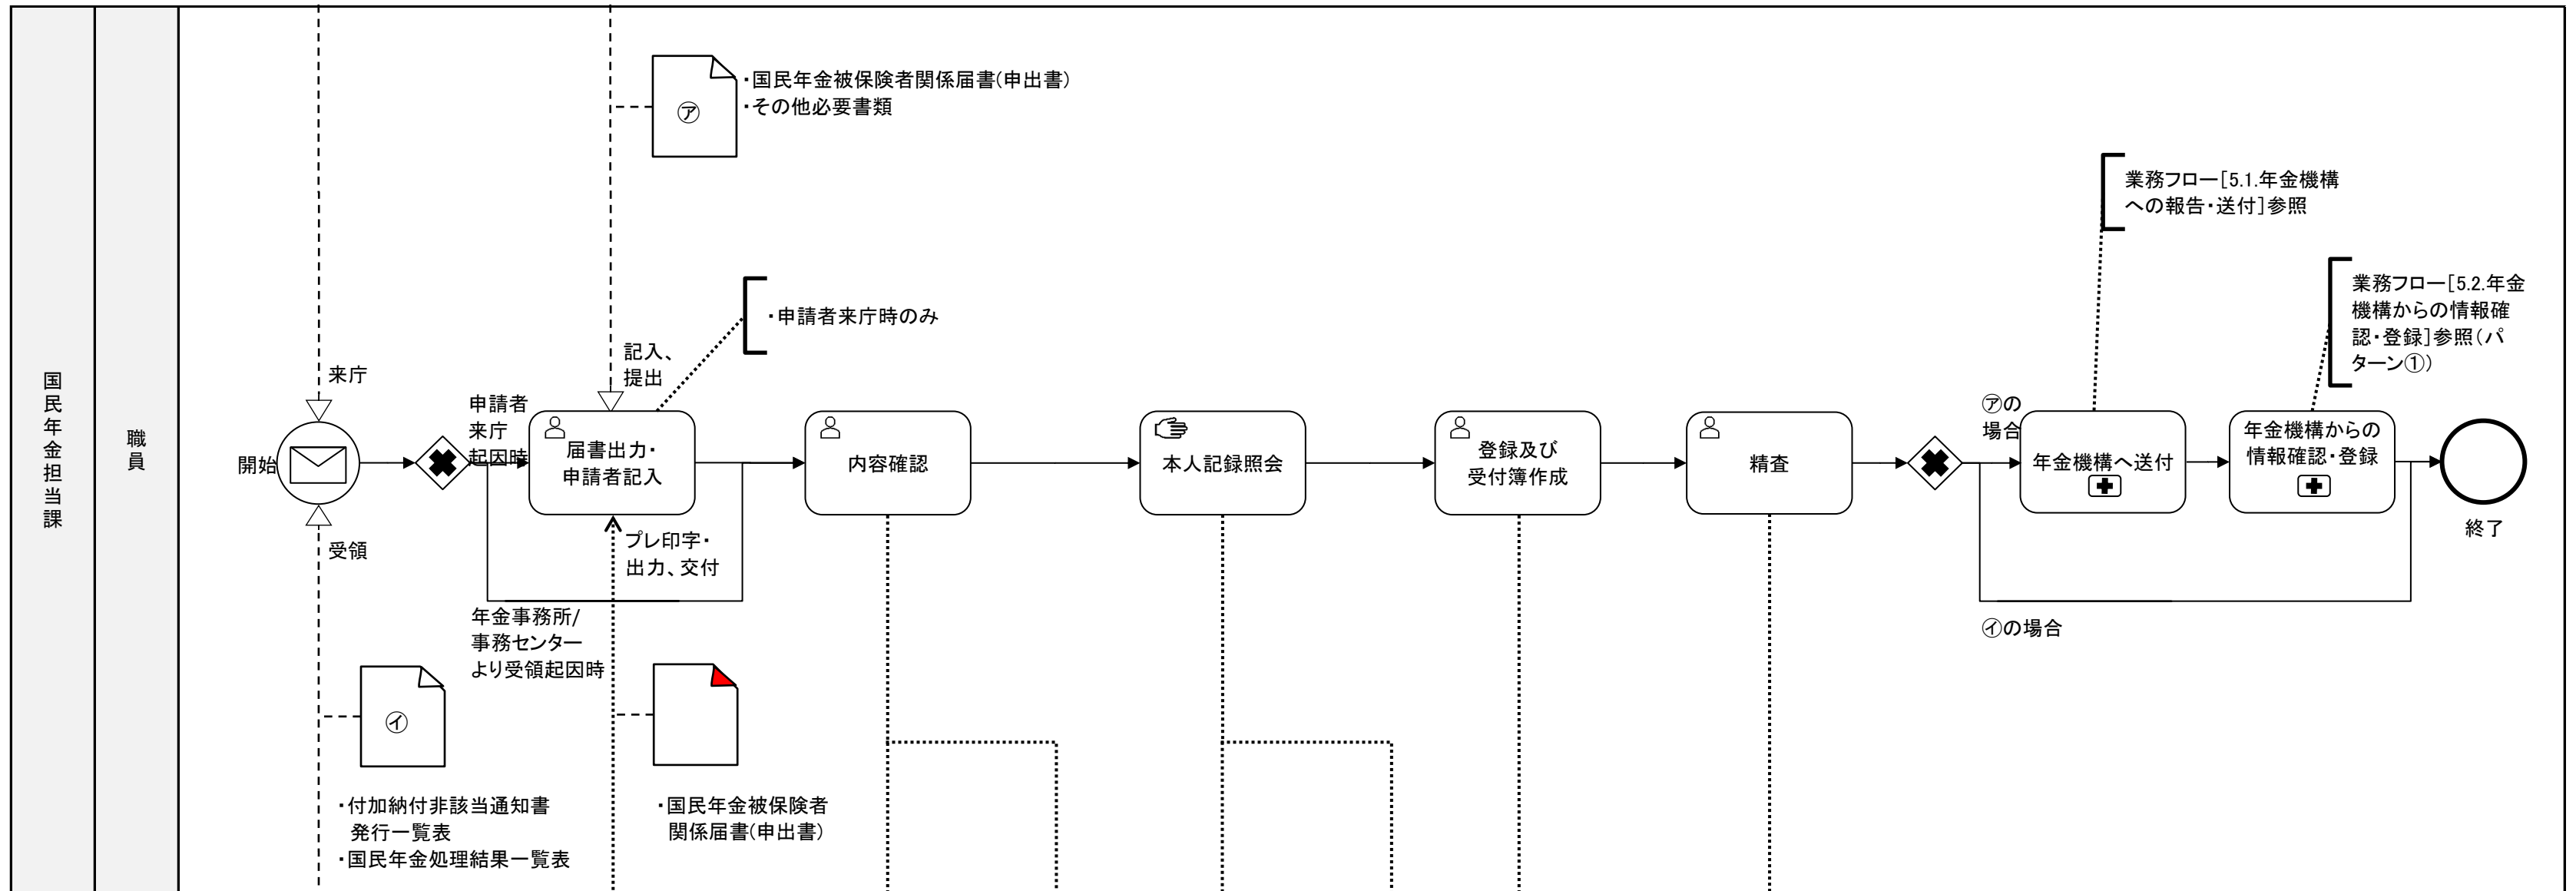 国民年金担当課
職員
・国民年金被保険者関係届書(申出書)
・その他必要書類
㋐
業務フロー[5.1.年金機構
への報告・送付]参照
業務フロー[5.2.年金
機構からの情報確
認・登録]参照(パ
ターン①)
・申請者来庁時のみ
記入、
提出
来庁
申請者
来庁
起因時
開始
届書出力・
申請者記入
内容確認
本人記録照会
登録及び
受付簿作成
精査
㋐の
場合
年金機構へ送付
年金機構からの
情報確認・登録
終了
受領
プレ印字・
出力、交付
年金事務所/
事務センター
より受領起因時
㋑の場合
㋑
・付加納付非該当通知書
発行一覧表
・国民年金処理結果一覧表
・国民年金被保険者
関係届書(申出書)